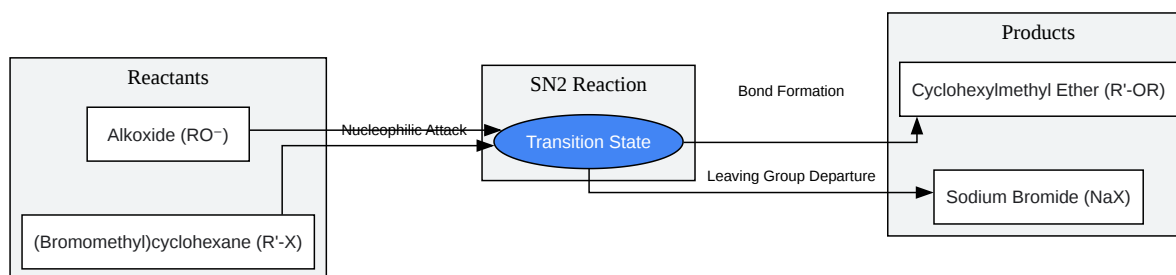 Reactants
Alkoxide (RO⁻)
(Bromomethyl)cyclohexane (R'-X)
Nucleophilic Attack
SN2 Reaction
Transition State
Bond Formation
Leaving Group Departure
Products
Cyclohexylmethyl Ether (R'-OR)
Sodium Bromide (NaX)